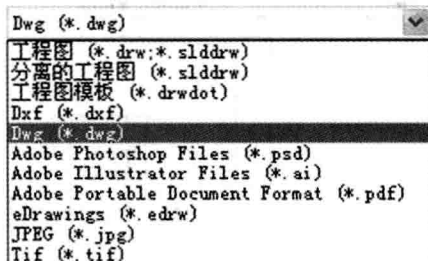 Dwg (*.dwg)
工程图 (*.drw;*.slddrw)
分离的工程图 (*.slddrw)
工程图模板 (*.drwdot)
Dxf (*.dxf)
Dwg (*.dwg)
Adobe Photoshop Files (*.psd)
Adobe Illustrator Files (*.ai)
Adobe Portable Document Format (*.pdf)
eDrawings (*.edrw)
JPEG (*.jpg)
Tif (*.tif)